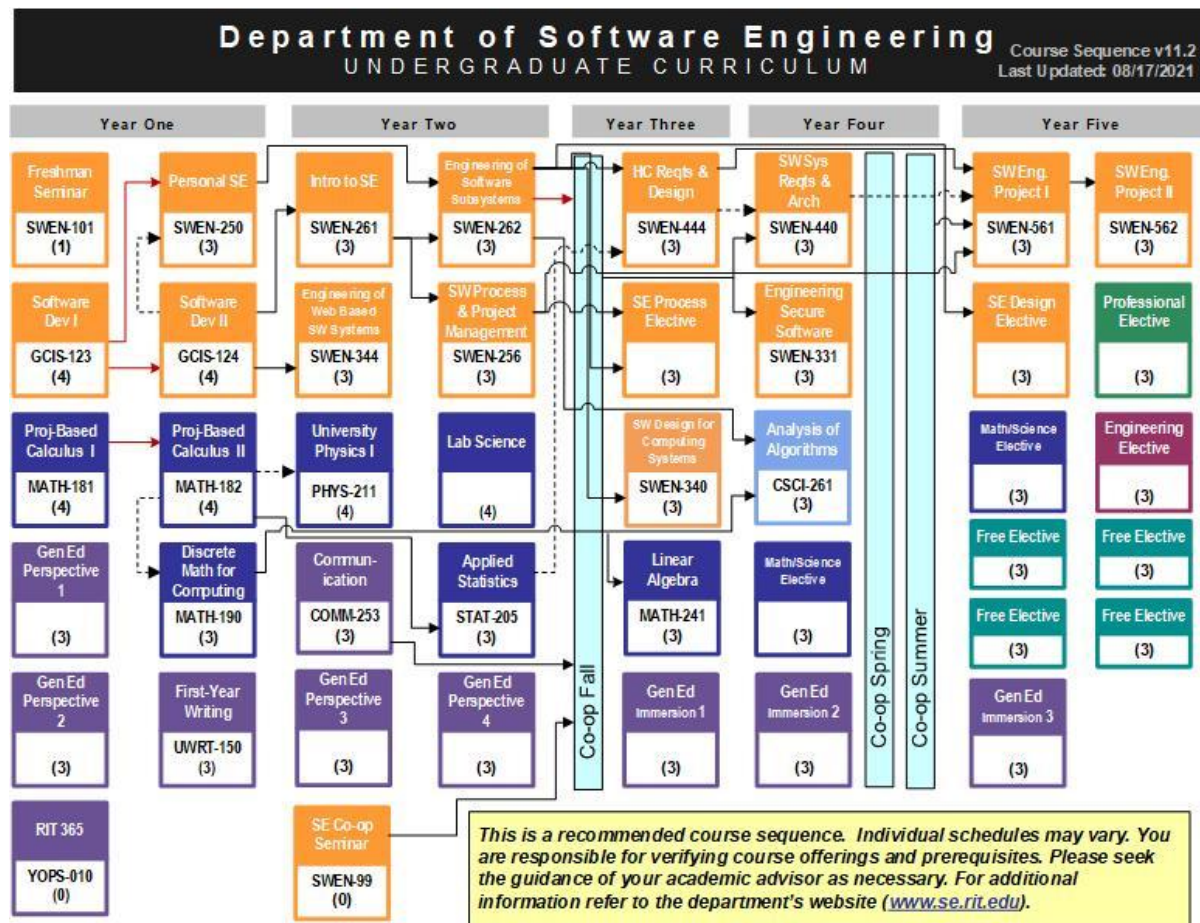 Department of Software Engineering
UNDERGRADUATE CURRICULUM
Course Sequence v11.2
Last Updated: 08/17/2021
Year One
Year Two
Year Three
Year Four
Year Five
Freshman
Seminar
SWEN-101
(1)
Personal SE
SWEN-250
(3)
Intro to SE
SWEN-261
(3)
Engineering of
Software
Subsystems
SWEN-262
(3)
HC Reqts &
Design
SWEN-444
(3)
SW Sys
Reqts &
Arch
SWEN-440
(3)
SW Eng.
Project I
SWEN-561
(3)
SW Eng.
Project II
SWEN-562
(3)
Software
Dev I
GCIS-123
(4)
Software
Dev II
GCIS-124
(4)
Engineering of
Web Based
SW Systems
SWEN-344
(3)
SW Process
& Project
Management
SWEN-256
(3)
SE Process
Elective
(3)
Engineering
Secure
Software
SWEN-331
(3)
SE Design
Elective
(3)
Professional
Elective
(3)
Proj-Based
Calculus I
MATH-181
(4)
Proj-Based
Calculus II
MATH-182
(4)
University
Physics I
PHYS-211
(4)
Lab Science
(4)
SW Design for
Computing
Systems
SWEN-340
(3)
Analysis of
Algorithms
CSCI-261
(3)
Math/Science
Elective
(3)
Engineering
Elective
(3)
Gen Ed
Perspective
1
(3)
Discrete
Math for
Computing
MATH-190
(3)
Commun-
ication
COMM-253
(3)
Applied
Statistics
STAT-205
(3)
Linear
Algebra
MATH-241
(3)
Math/Science
Elective
(3)
Free Elective
(3)
Free Elective
(3)
Free Elective
(3)
Free Elective
(3)
Gen Ed
Perspective
2
(3)
First-Year
Writing
UWRT-150
(3)
Gen Ed
Perspective
3
(3)
Gen Ed
Perspective
4
(3)
Co-op Fall
Gen Ed
Immersion 1
(3)
Gen Ed
Immersion 2
(3)
Co-op Spring
Co-op Summer
Gen Ed
Immersion 3
(3)
RIT 365
YOPS-010
(0)
SE Co-op
Seminar
SWEN-99
(0)
This is a recommended course sequence. Individual schedules may vary. You
are responsible for verifying course offerings and prerequisites. Please seek
the guidance of your academic advisor as necessary. For additional
information refer to the department's website (www.se.rit.edu).